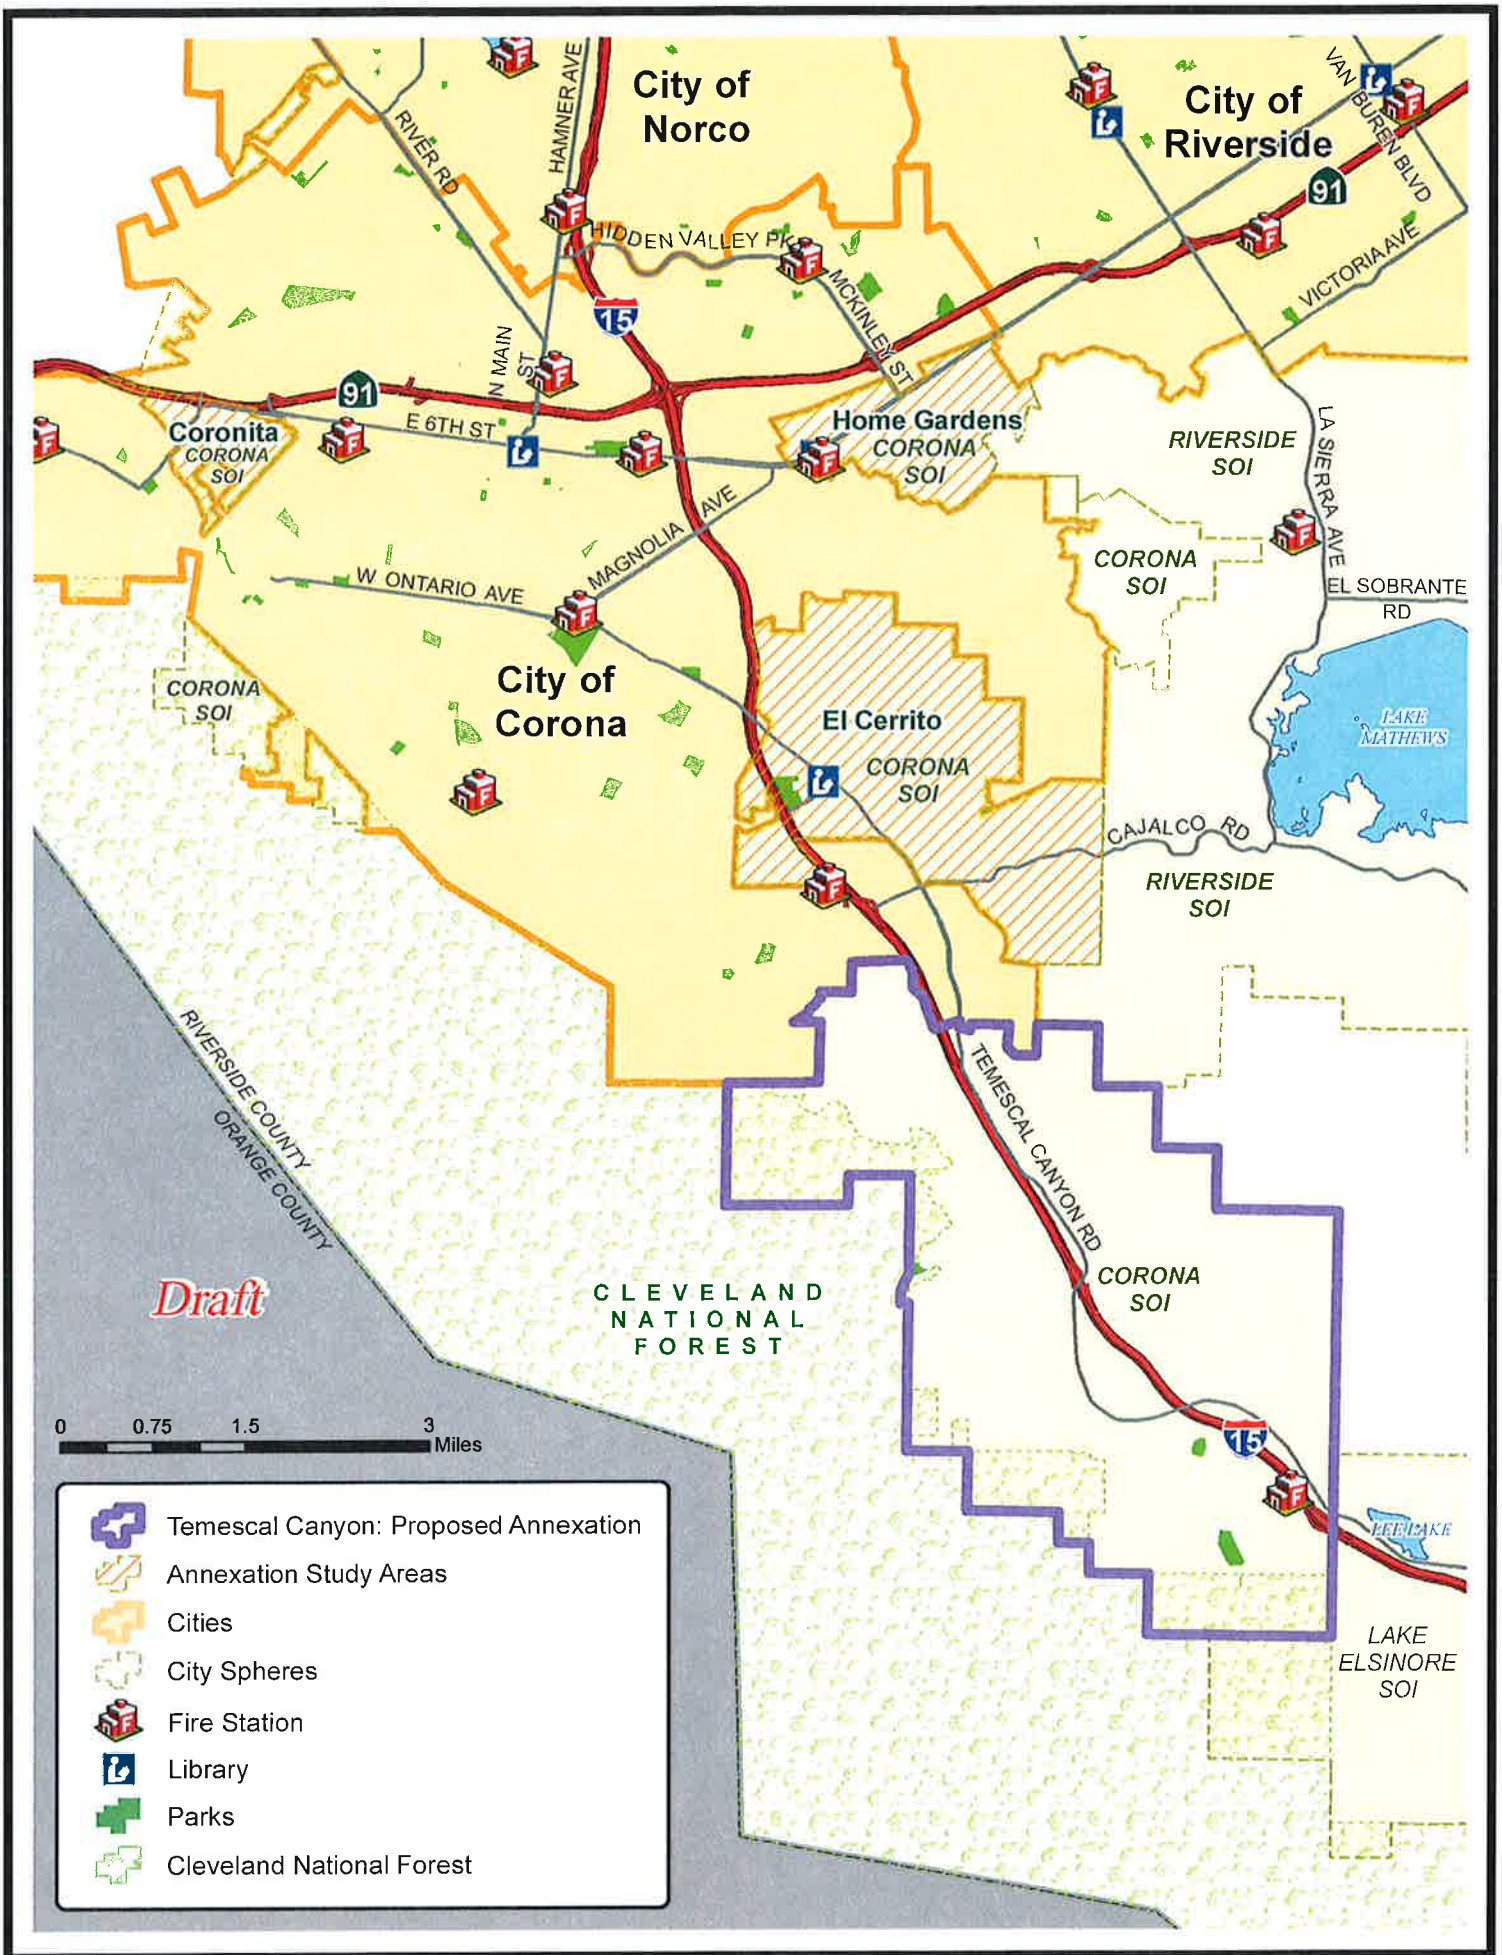 City of
Norco
City of
Riverside
VAN BUREN BLVD
HAMNER AVE
RIVER RD
91
HIDDEN VALLEY PK
MCKINLEY ST
VICTORIA AVE
15
N MAIN
ST
91
E 6TH ST
Coronita
CORONA
SOI
Home Gardens
CORONA
SOI
RIVERSIDE
SOI
LA SIERRA AVE
MAGNOLIA AVE
W ONTARIO AVE
CORONA
SOI
EL SOBRANTE
RD
CORONA
SOI
City of
Corona
El Cerrito
CORONA
SOI
LAKE
MATHEWS
CAJALCO RD
RIVERSIDE
SOI
RIVERSIDE COUNTY
ORANGE COUNTY
TEMESCAL CANYON RD
CORONA
SOI
Draft
CLEVELAND
NATIONAL
FOREST
0 0.75 1.5 3
Miles
15
LEE LAKE
LAKE
ELSINORE
SOI
Temescal Canyon: Proposed Annexation
Annexation Study Areas
Cities
City Spheres
F Fire Station
Library
Parks
Cleveland National Forest